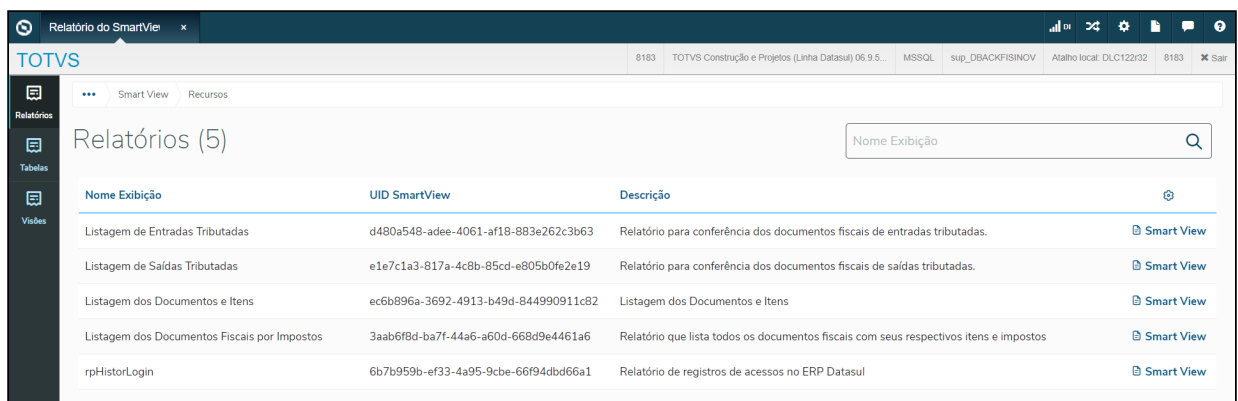 Relatório do SmartVie ×
DI
TOTVS 8183 TOTVS Construção e Projetos (Linha Datasul) 06.9.5... MSSQL sup_DBACKFISINOV Atalho local: DLC122r32 8183 Sair
Relatórios
Tabelas
Visões
••• Smart View Recursos
Relatórios (5)
Nome Exibição
Nome Exibição UID SmartView Descrição
Listagem de Entradas Tributadas d480a548-adee-4061-af18-883e262c3b63 Relatório para conferência dos documentos fiscais de entradas tributadas. Smart View
Listagem de Saídas Tributadas e1e7c1a3-817a-4c8b-85cd-e805b0fe2e19 Relatório para conferência dos documentos fiscais de saídas tributadas. Smart View
Listagem dos Documentos e Itens ec6b896a-3692-4913-b49d-844990911c82 Listagem dos Documentos e Itens Smart View
Listagem dos Documentos Fiscais por Impostos 3aab6f8d-ba7f-44a6-a60d-668d9e4461a6 Relatório que lista todos os documentos fiscais com seus respectivos itens e impostos Smart View
rpHistorLogin 6b7b959b-ef33-4a95-9cbe-66f94dbd66a1 Relatório de registros de acessos no ERP Datasul Smart View